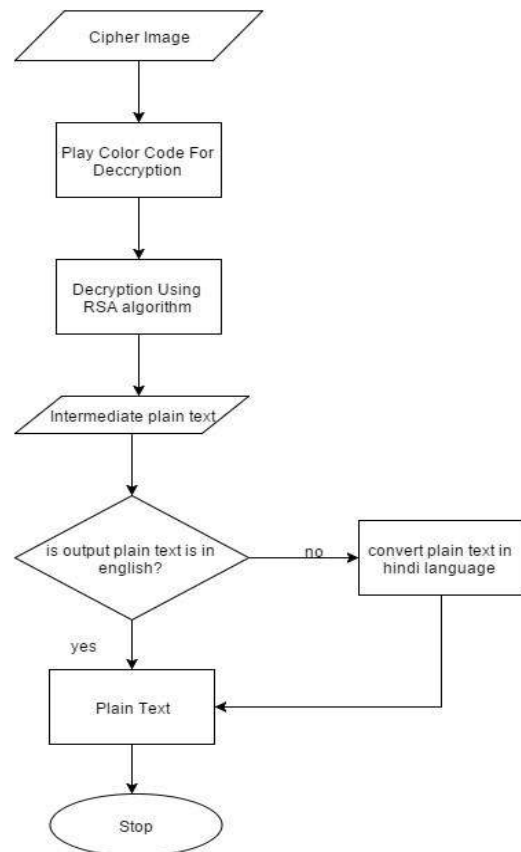 Cipher Image
Play Color Code For
Deccryption
Decryption Using
RSA algorithm
Intermediate plain text
is output plain text is in
english?
no
convert plain text in
hindi language
yes
Plain Text
Stop